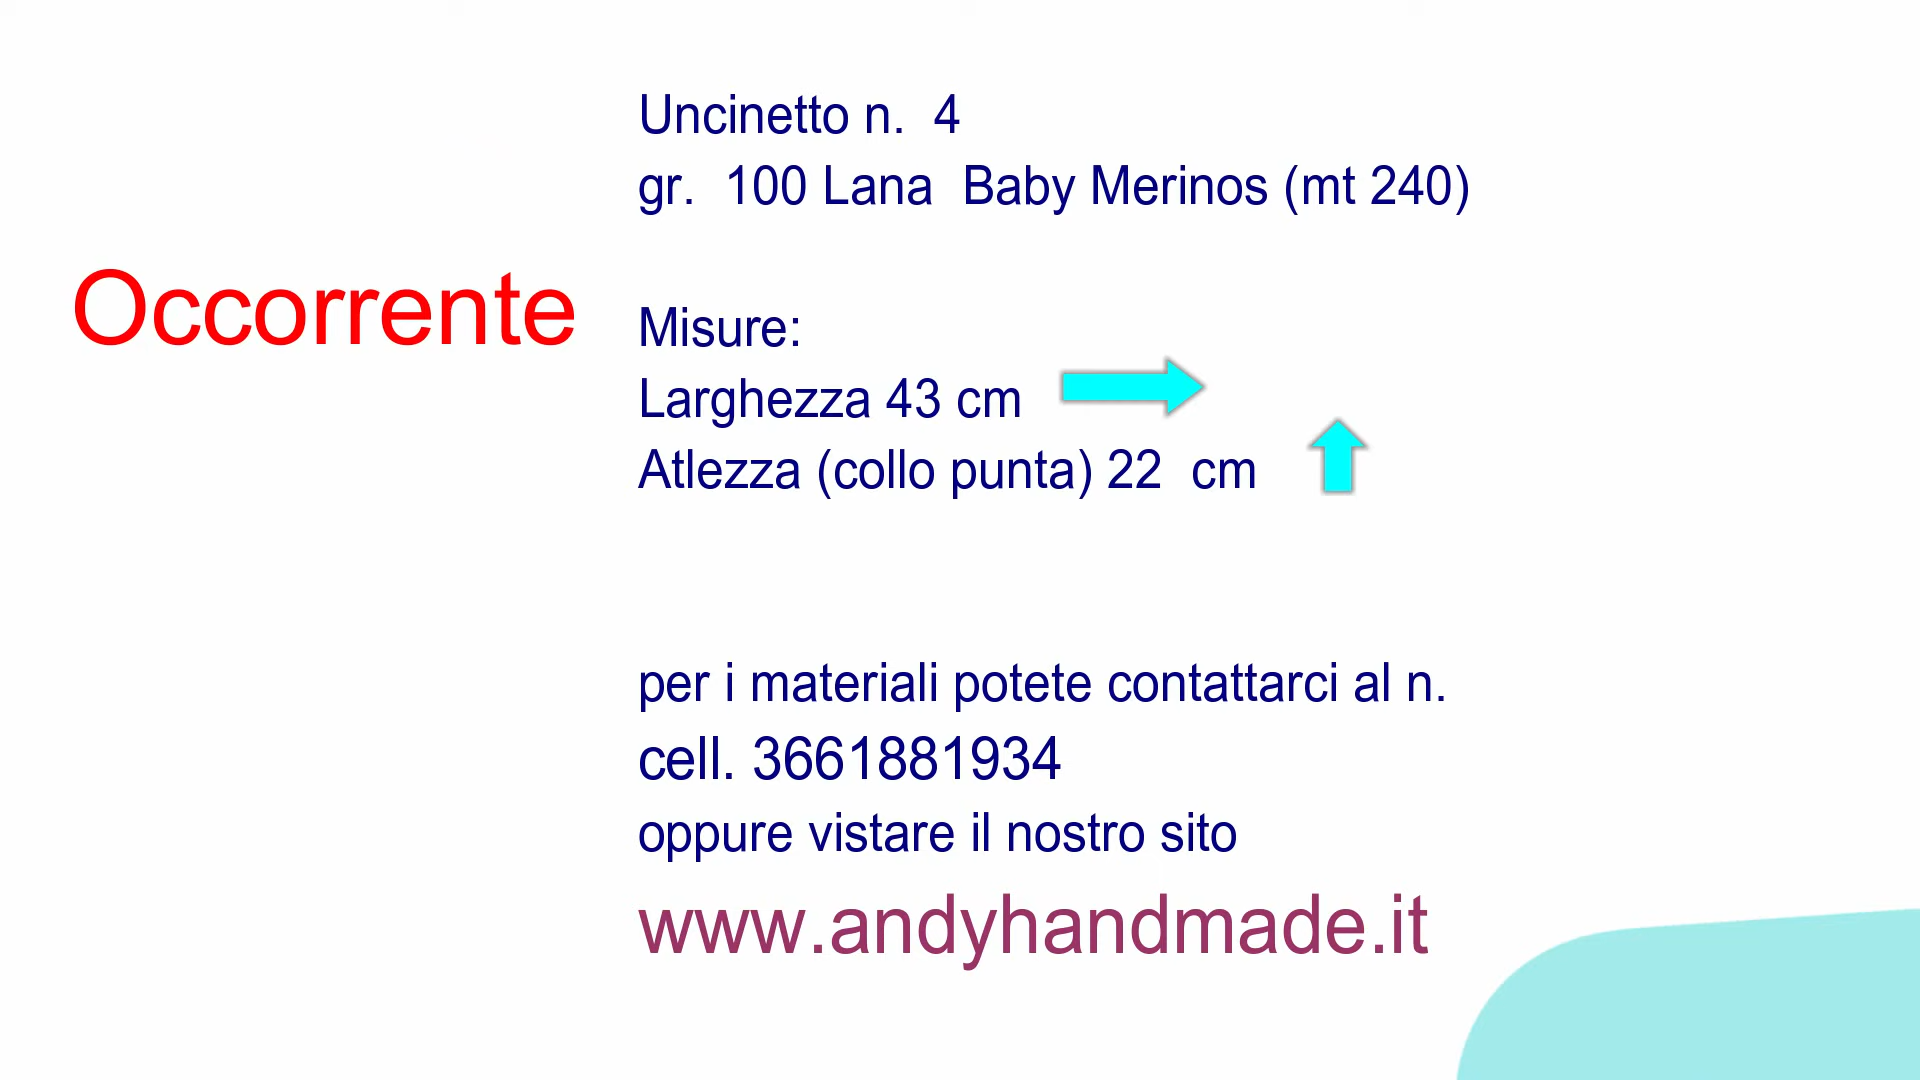 Occorrente
Uncinetto n. 4
gr. 100 Lana Baby Merinos (mt 240)
Misure:
Larghezza 43 cm
Atlezza (collo punta) 22 cm
per i materiali potete contattarci al n.
cell. 3661881934
oppure vistare il nostro sito
www.andyhandmade.it